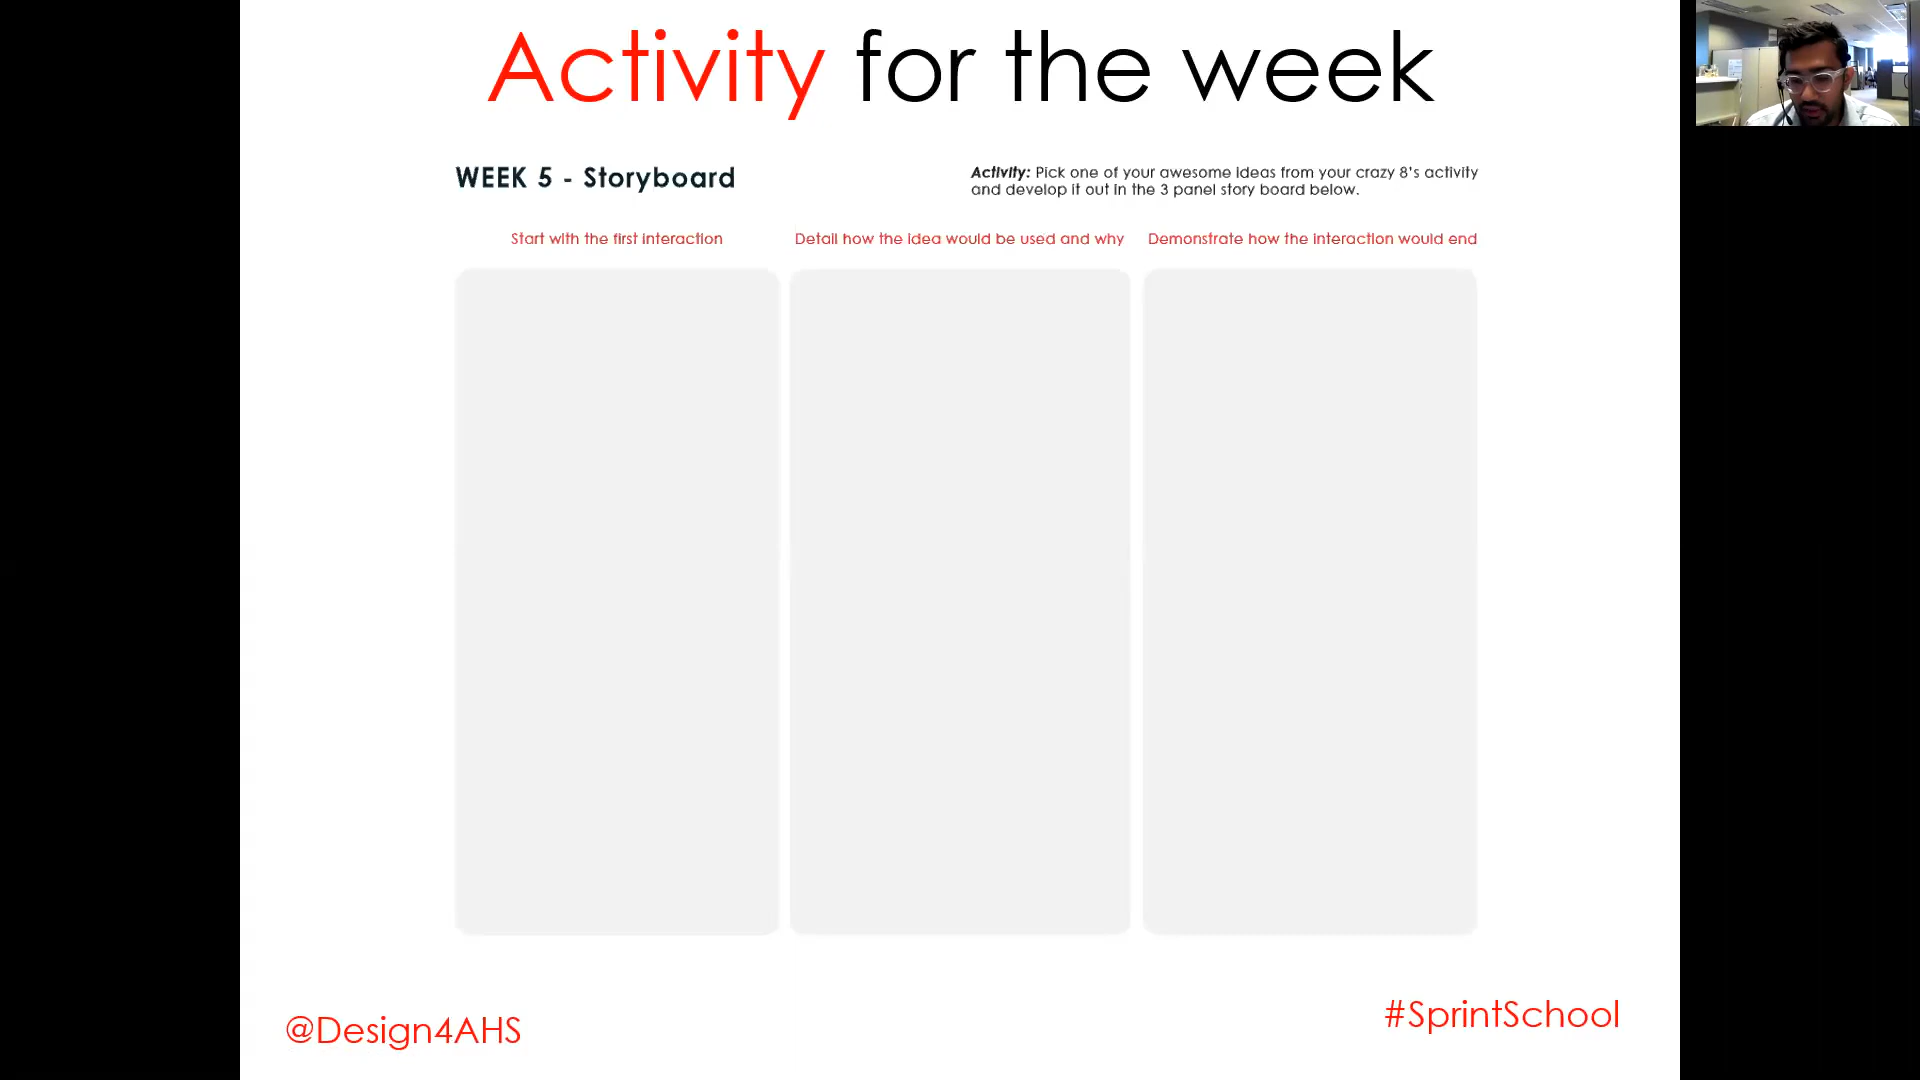 Activity for the week
WEEK 5 - Storyboard
Activity: Pick one of your awesome ideas from your crazy 8's activity
and develop it out in the 3 panel story board below.
Start with the first interaction
Detail how the idea would be used and why
Demonstrate how the interaction would end
@Design4AHS
#SprintSchool